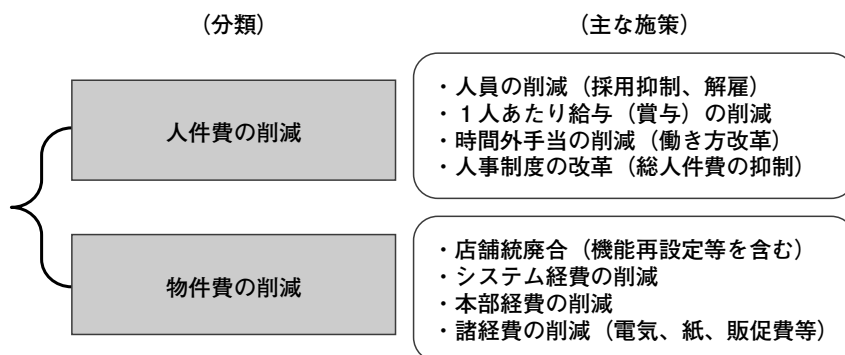 （分類）
（主な施策）
人件費の削減
・人員の削減（採用抑制、解雇）
・１人あたり給与（賞与）の削減
・時間外手当の削減（働き方改革）
・人事制度の改革（総人件費の抑制）
物件費の削減
・店舗統廃合（機能再設定等を含む）
・システム経費の削減
・本部経費の削減
・諸経費の削減（電気、紙、販促費等）